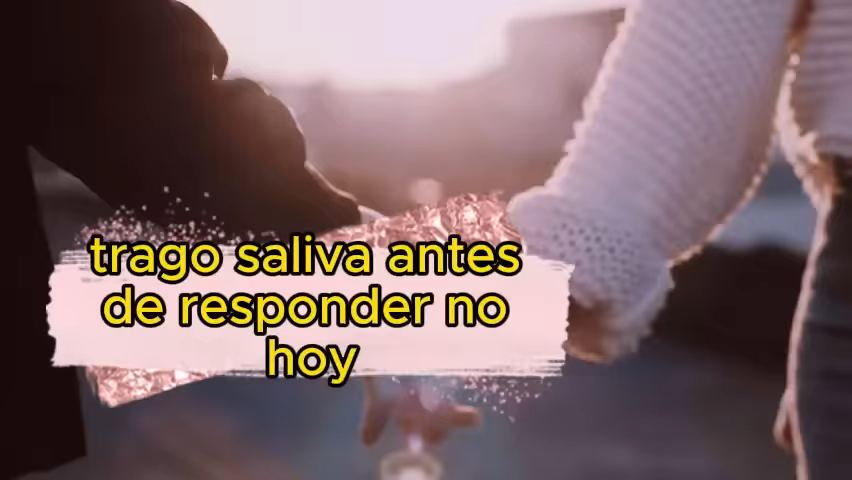 trago saliva antes
de responder no
hoy